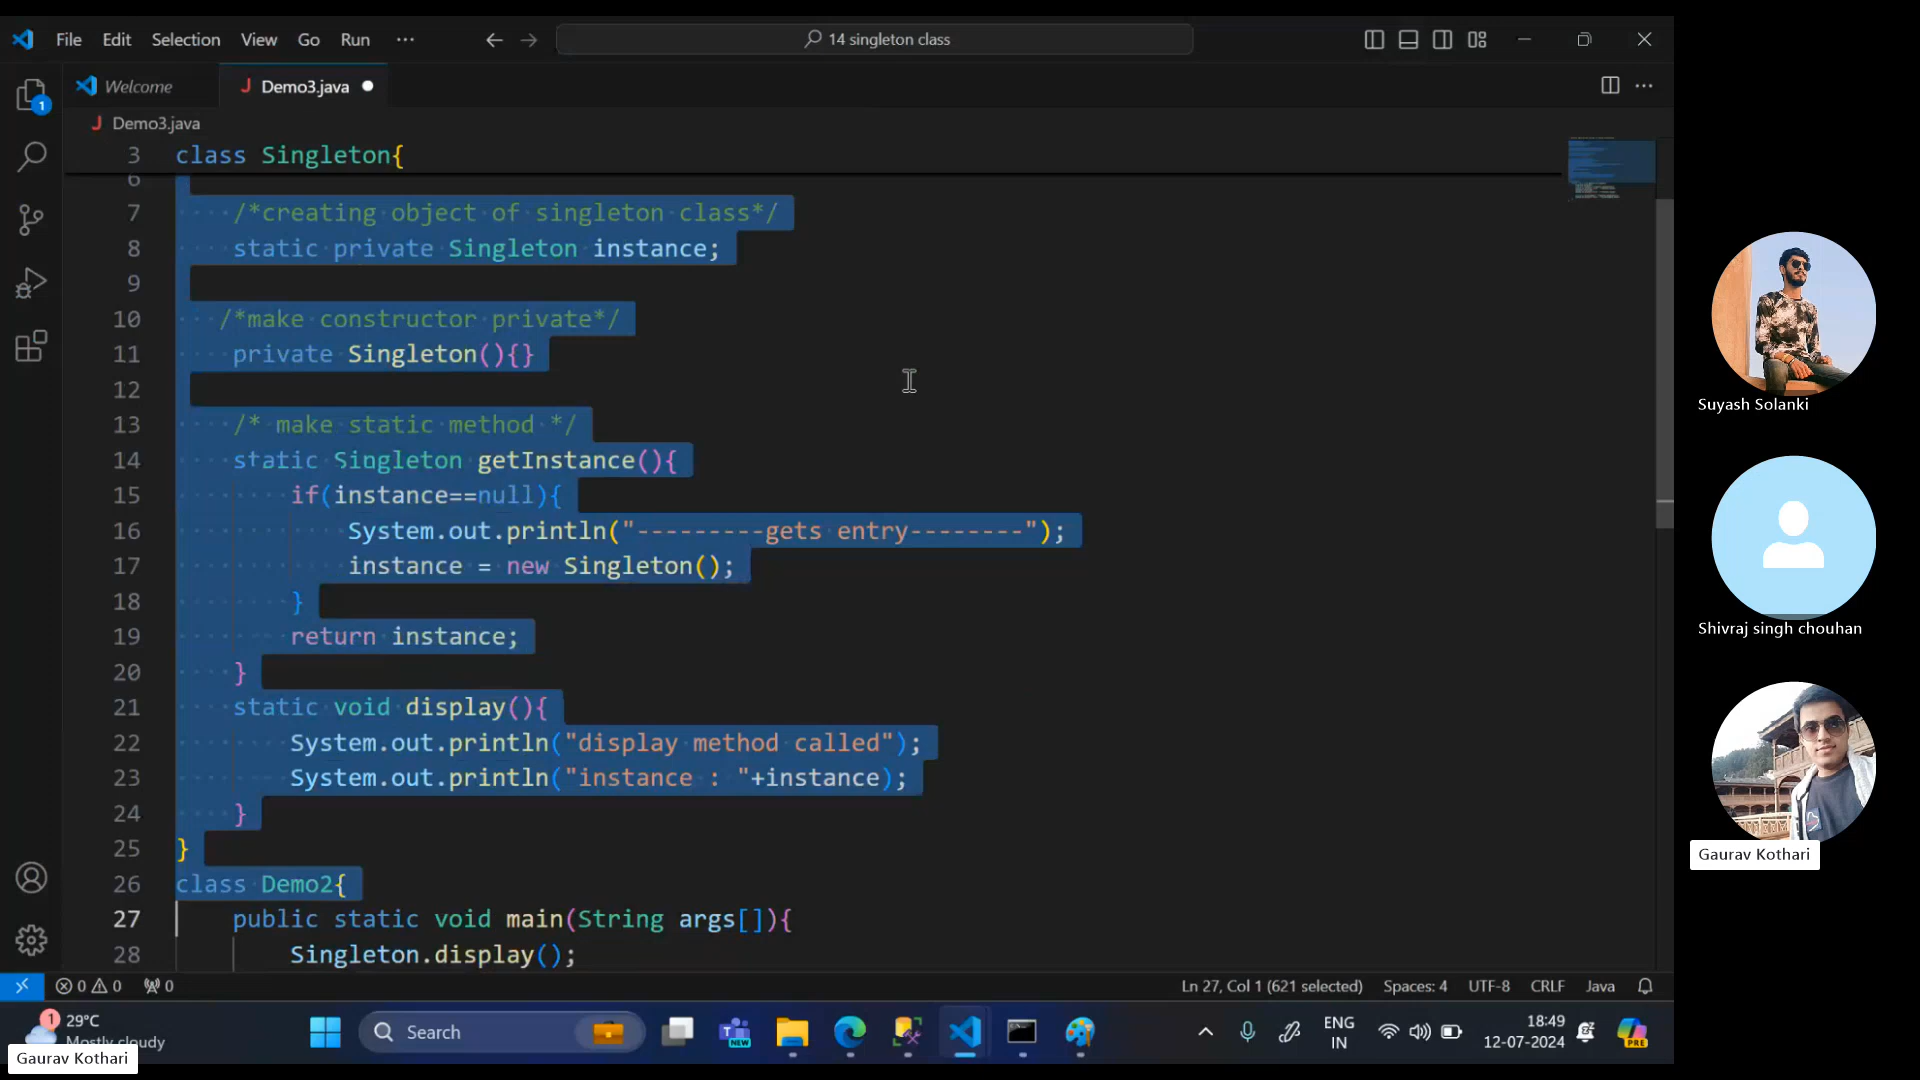 File Edit Selection View Go Run ··· 14 singleton class
Welcome Demo3.java
Demo3.java
3 class Singleton{
6
7 /*creating object of singleton class*/
8 static private Singleton instance;
9
10 /*make constructor private*/
11 private Singleton(){}
12
13 /* make static method */
14 static Singleton getInstance(){
15 if(instance==null){
16 System.out.println("---------gets entry--------");
17 instance = new Singleton();
18 }
19 return instance;
20 }
21 static void display(){
22 System.out.println("display method called");
23 System.out.println("instance : "+instance);
24 }
25 }
26 class Demo2{
27 public static void main(String args[]){
28 Singleton.display();
1
0 0 0 Ln 27, Col 1 (621 selected) Spaces: 4 UTF-8 CRLF Java
1 29°C
Mostly cloudy
Search
NEW
ENG
IN
18:49
12-07-2024
PRE
Gaurav Kothari
Suyash Solanki
Shivraj singh chouhan
Gaurav Kothari